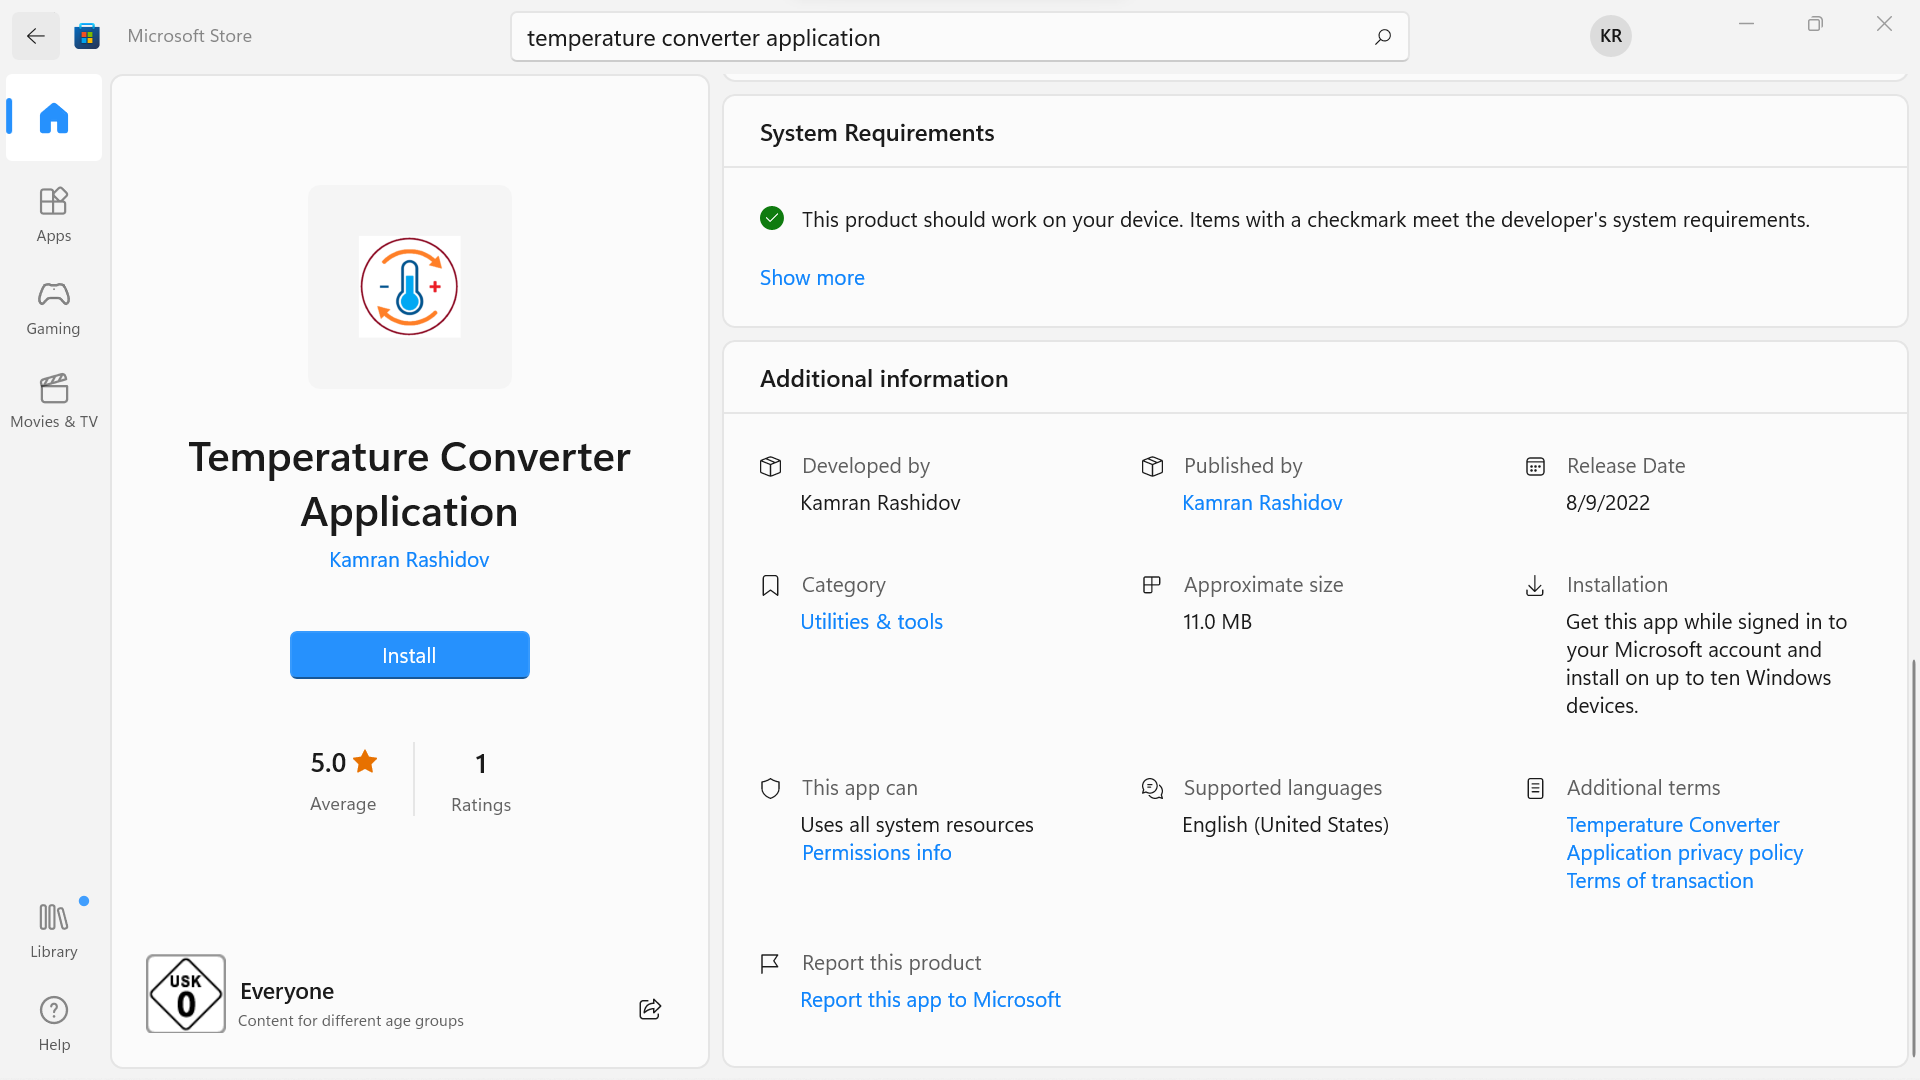 Microsoft Store
temperature converter application
KR
Apps
Gaming
Movies & TV
Library
Help
Temperature Converter
Application
Kamran Rashidov
Install
5.0
Average
1
Ratings
USK
0
Everyone
Content for different age groups
System Requirements
This product should work on your device. Items with a checkmark meet the developer's system requirements.
Show more
Additional information
Developed by
Kamran Rashidov
Published by
Kamran Rashidov
Release Date
8/9/2022
Category
Utilities & tools
Approximate size
11.0 MB
Installation
Get this app while signed in to
your Microsoft account and
install on up to ten Windows
devices.
This app can
Uses all system resources
Permissions info
Supported languages
English (United States)
Additional terms
Temperature Converter
Application privacy policy
Terms of transaction
Report this product
Report this app to Microsoft